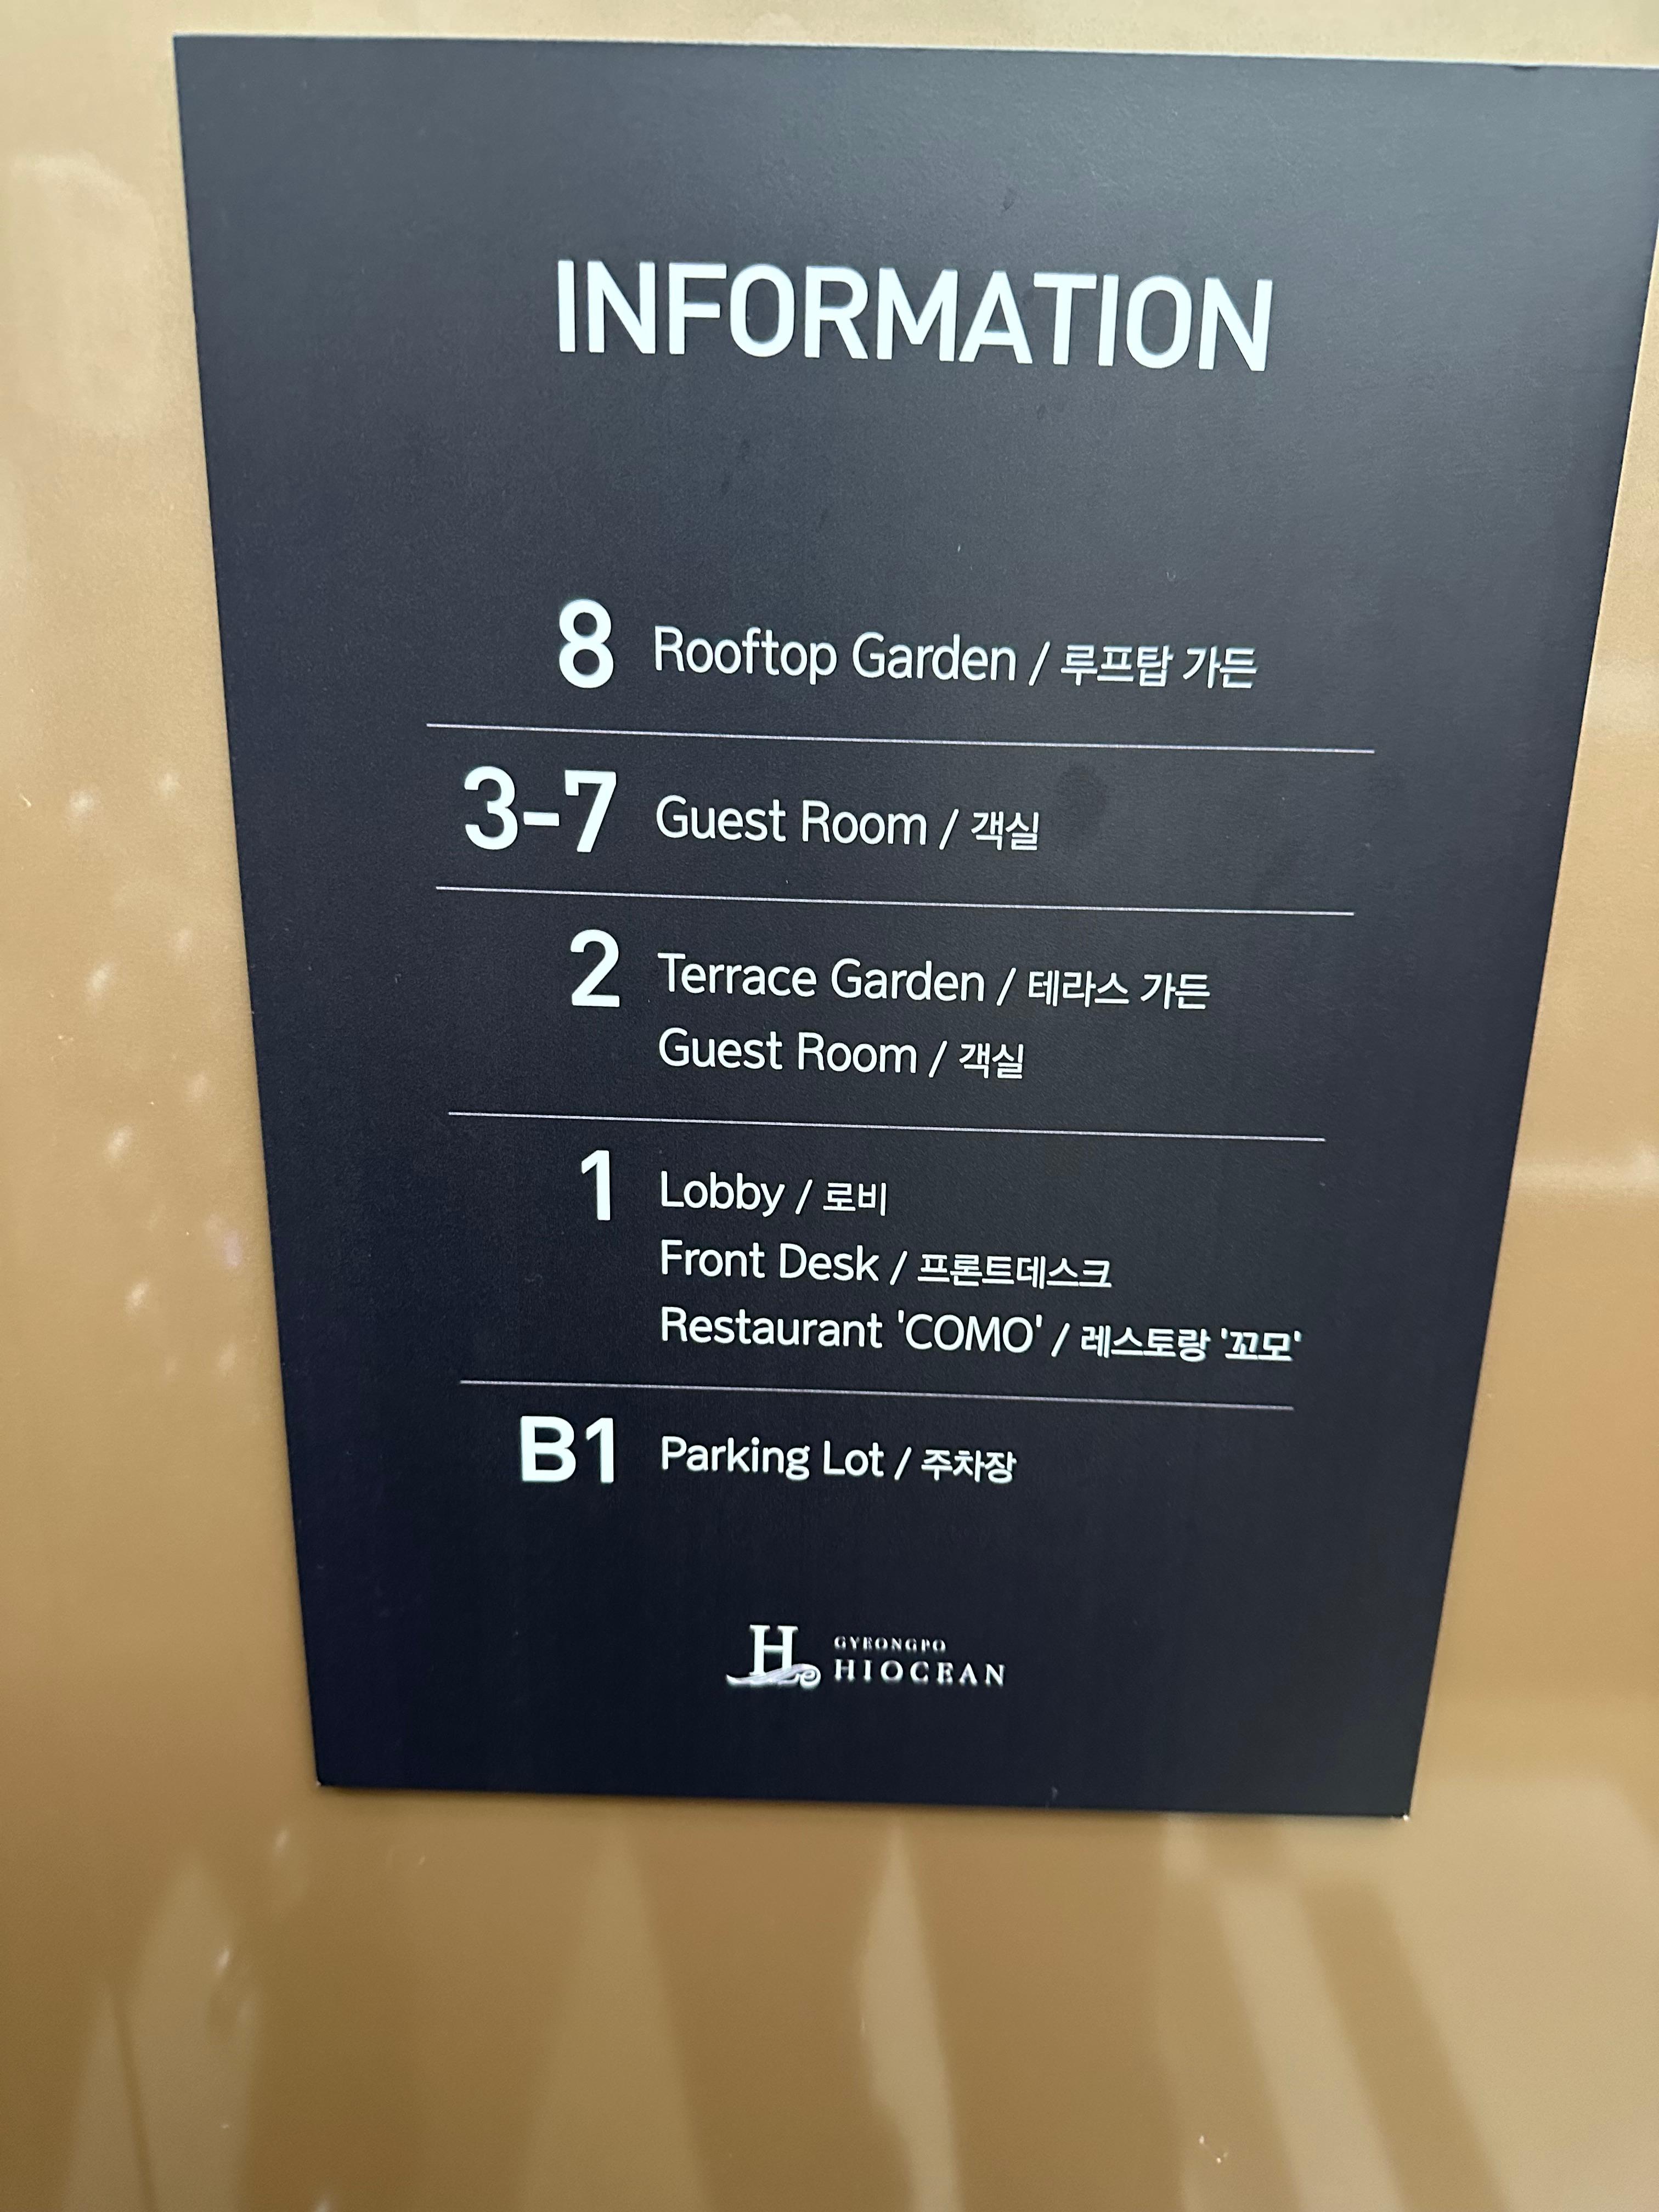 INFORMATION
8 Rooftop Garden / 루프탑 가든
3-7 Guest Room / 객실
2 Terrace Garden / 테라스 가든
Guest Room / 객실
1 Lobby / 로비
Front Desk / 프론트데스크
Restaurant 'COMO' / 레스토랑 '꼬모'
B1 Parking Lot / 주차장
H GYEONGPO
HIOCEAN